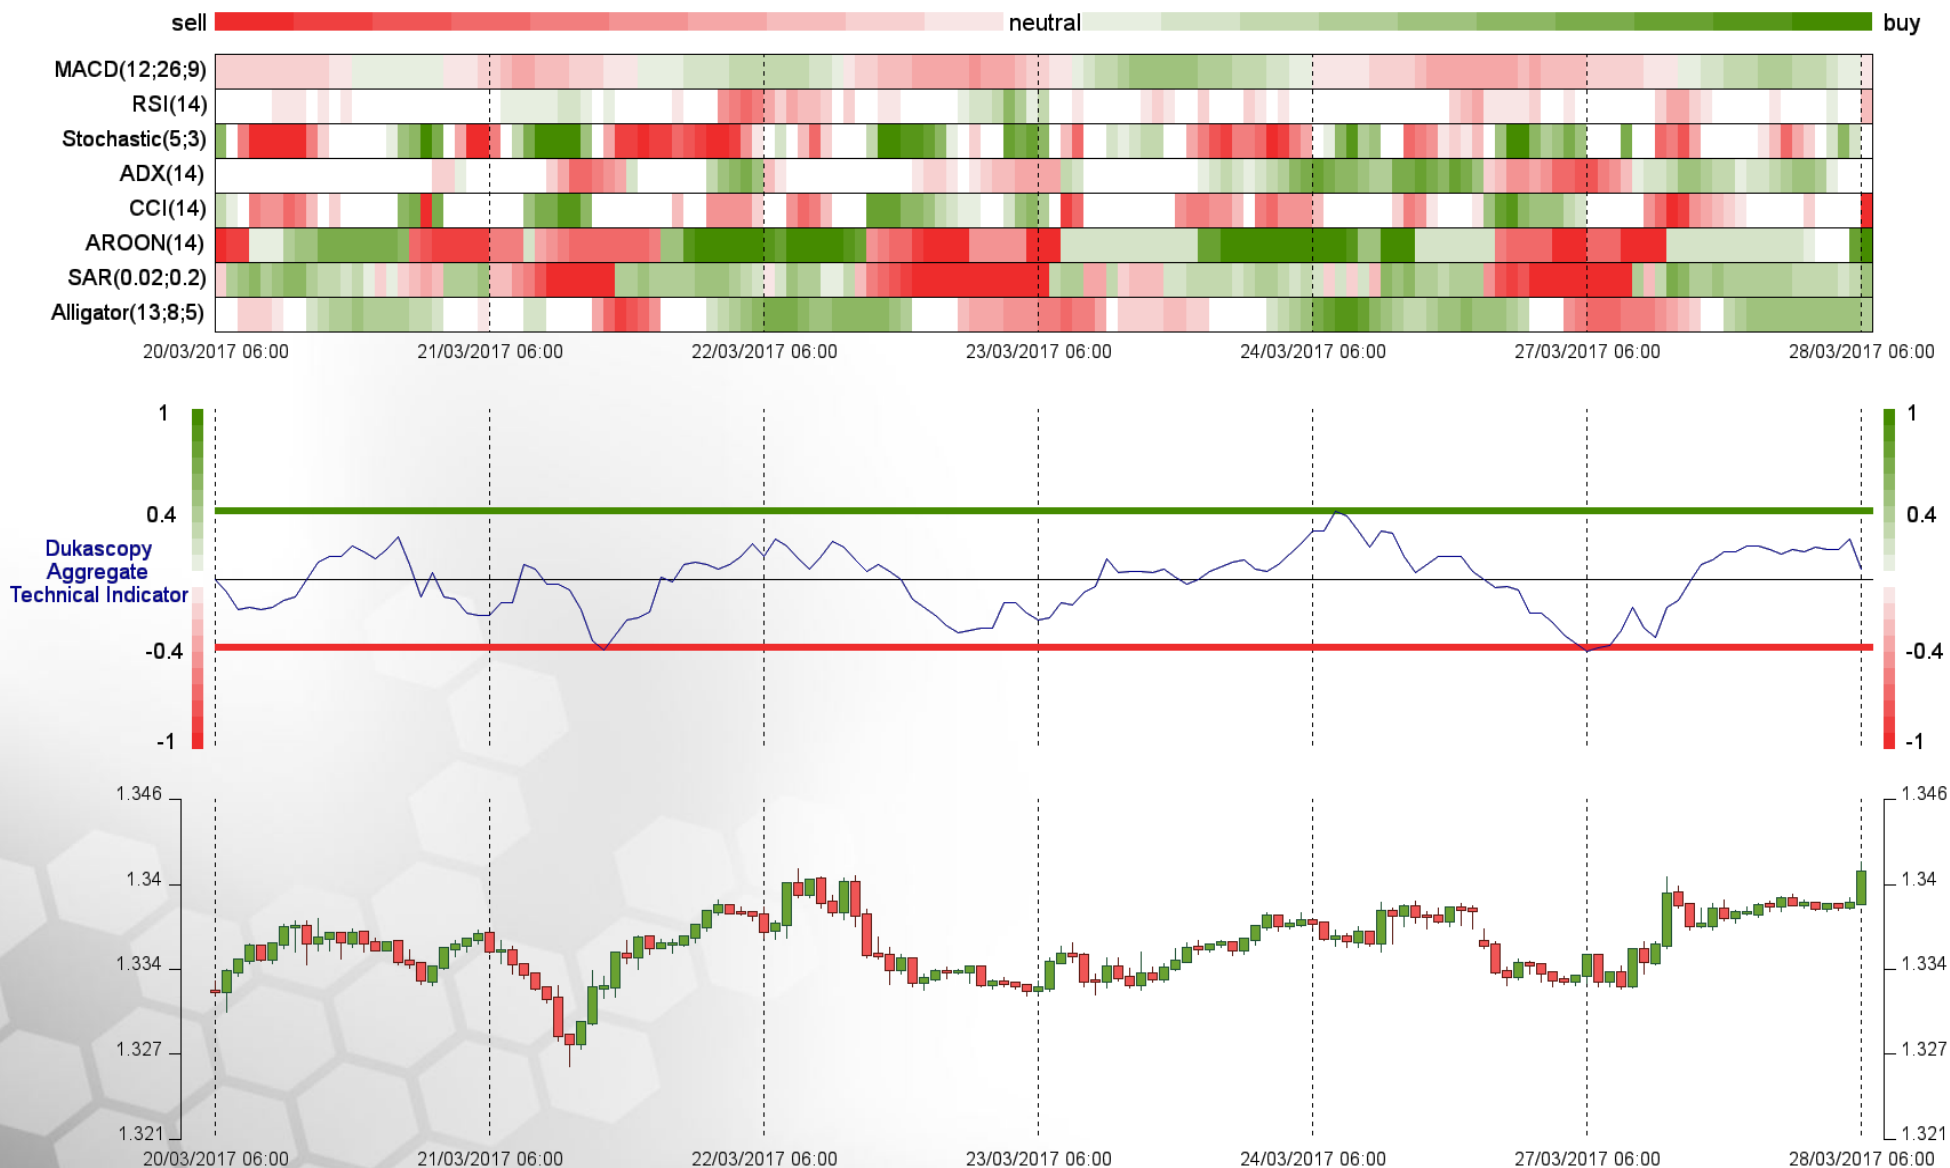 sell neutral buy
MACD(12;26;9)
RSI(14)
Stochastic(5;3)
ADX(14)
CCI(14)
AROON(14)
SAR(0.02;0.2)
Alligator(13;8;5)
20/03/2017 06:00 21/03/2017 06:00 22/03/2017 06:00 23/03/2017 06:00 24/03/2017 06:00 27/03/2017 06:00 28/03/2017 06:00
1 1
0.4 0.4
Dukascopy
Aggregate
Technical Indicator
-0.4 -0.4
-1 -1
1.346 1.346
1.34 1.34
1.334 1.334
1.327 1.327
1.321 1.321
20/03/2017 06:00 21/03/2017 06:00 22/03/2017 06:00 23/03/2017 06:00 24/03/2017 06:00 27/03/2017 06:00 28/03/2017 06:00